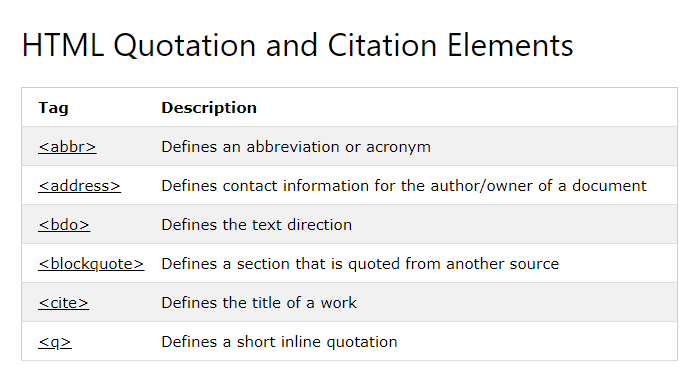 HTML Quotation and Citation Elements
Tag Description
<abbr> Defines an abbreviation or acronym
<address> Defines contact information for the author/owner of a document
<bdo> Defines the text direction
<blockquote> Defines a section that is quoted from another source
<cite> Defines the title of a work
<q> Defines a short inline quotation